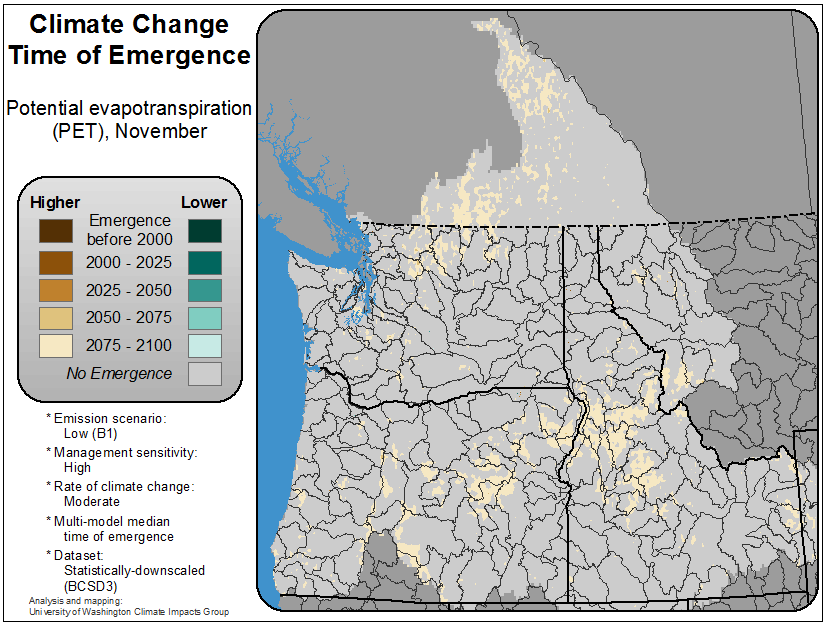 Climate Change
Time of Emergence
Potential evapotranspiration
(PET), November
Higher Lower
Emergence
before 2000
2000 - 2025
2025 - 2050
2050 - 2075
2075 - 2100
No Emergence
* Emission scenario:
Low (B1)
* Management sensitivity:
High
* Rate of climate change:
Moderate
* Multi-model median
time of emergence
* Dataset:
Statistically-downscaled
(BCSD3)
Analysis and mapping:
University of Washington Climate Impacts Group